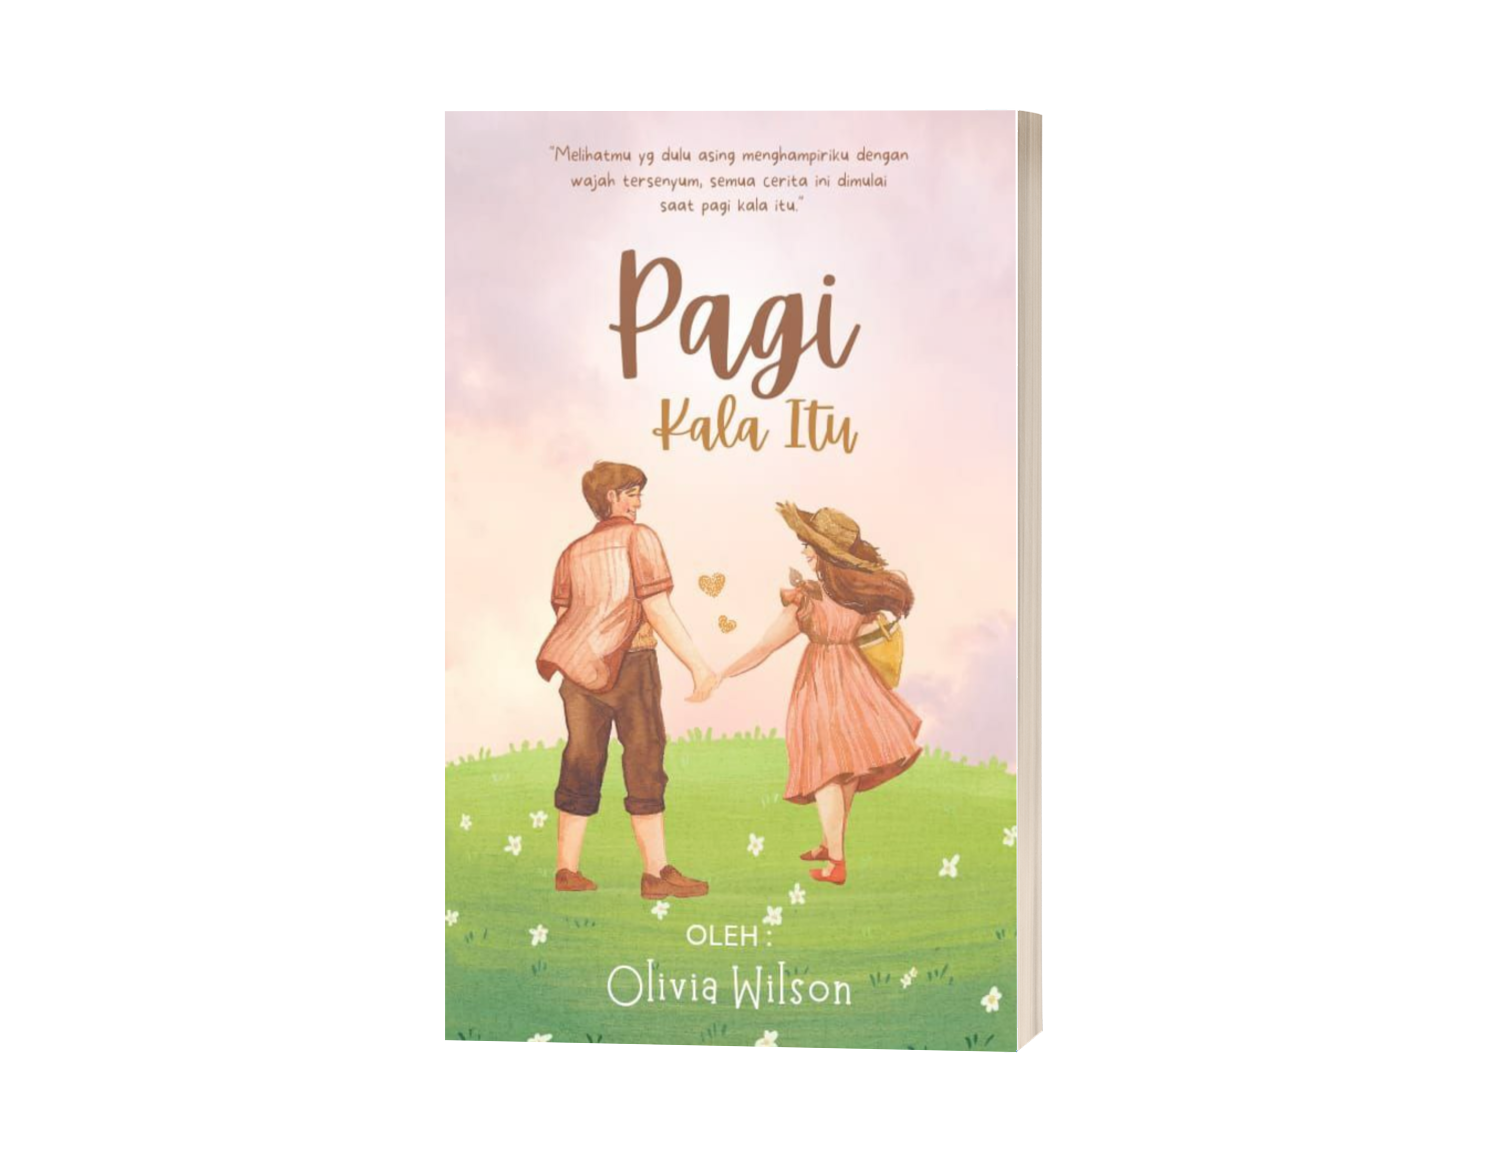 "Melihatmu yg dulu asing menghampiriku dengan
wajah tersenyum, semua cerita ini dimulai
saat pagi kala itu."
Pagi
Kala Itu
OLEH :
Olivia Wilson